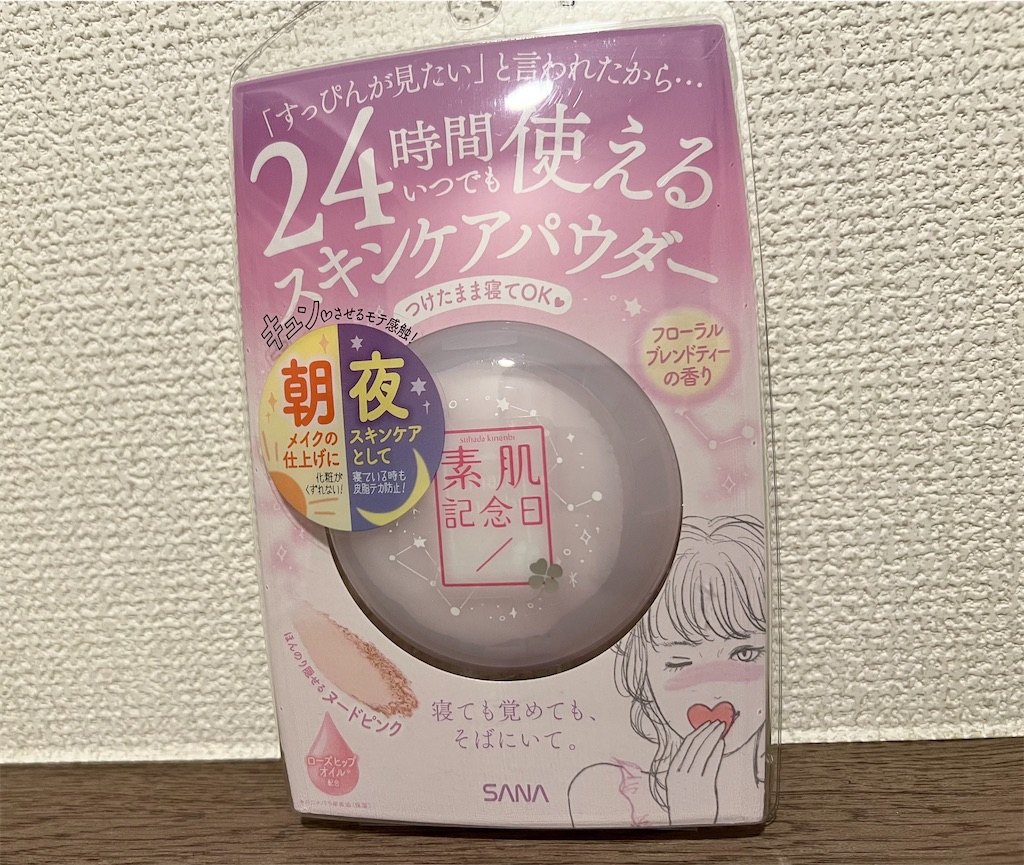 「すっぴんが見たい」と言われたから…
24時間いつでも使える
スキンケアパウダー
つけたまま寝てOK♥
キュン♡させるモテ感触!
朝
メイクの
仕上げに
化粧が
くずれない!
夜
スキンケア
として
寝ている時も
皮脂テカ防止!
フローラル
ブレンドティー
の香り
suhada kinenbi
素肌
記念日
ほんのり隠せるヌードピンク
寝ても覚めても、
そばにいて。
ローズヒップ
オイル*
配合
SANA